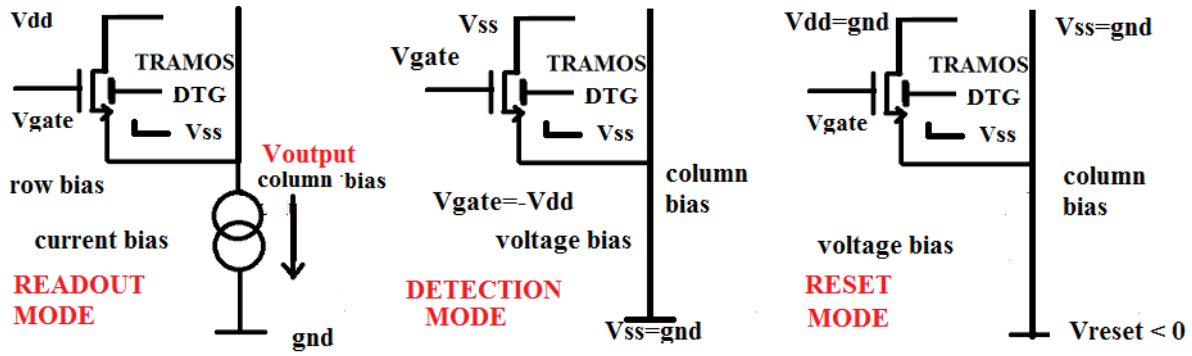 Vdd
TRAMOS
DTG
Vgate
Vss
Voutput
row bias
column bias
current bias
READOUT
MODE
gnd
Vss
Vgate
TRAMOS
DTG
Vss
column
bias
Vgate=-Vdd
voltage bias
DETECTION
MODE
Vss=gnd
Vdd=gnd
Vss=gnd
TRAMOS
DTG
Vgate
Vss
column
bias
voltage bias
RESET
MODE
Vreset < 0